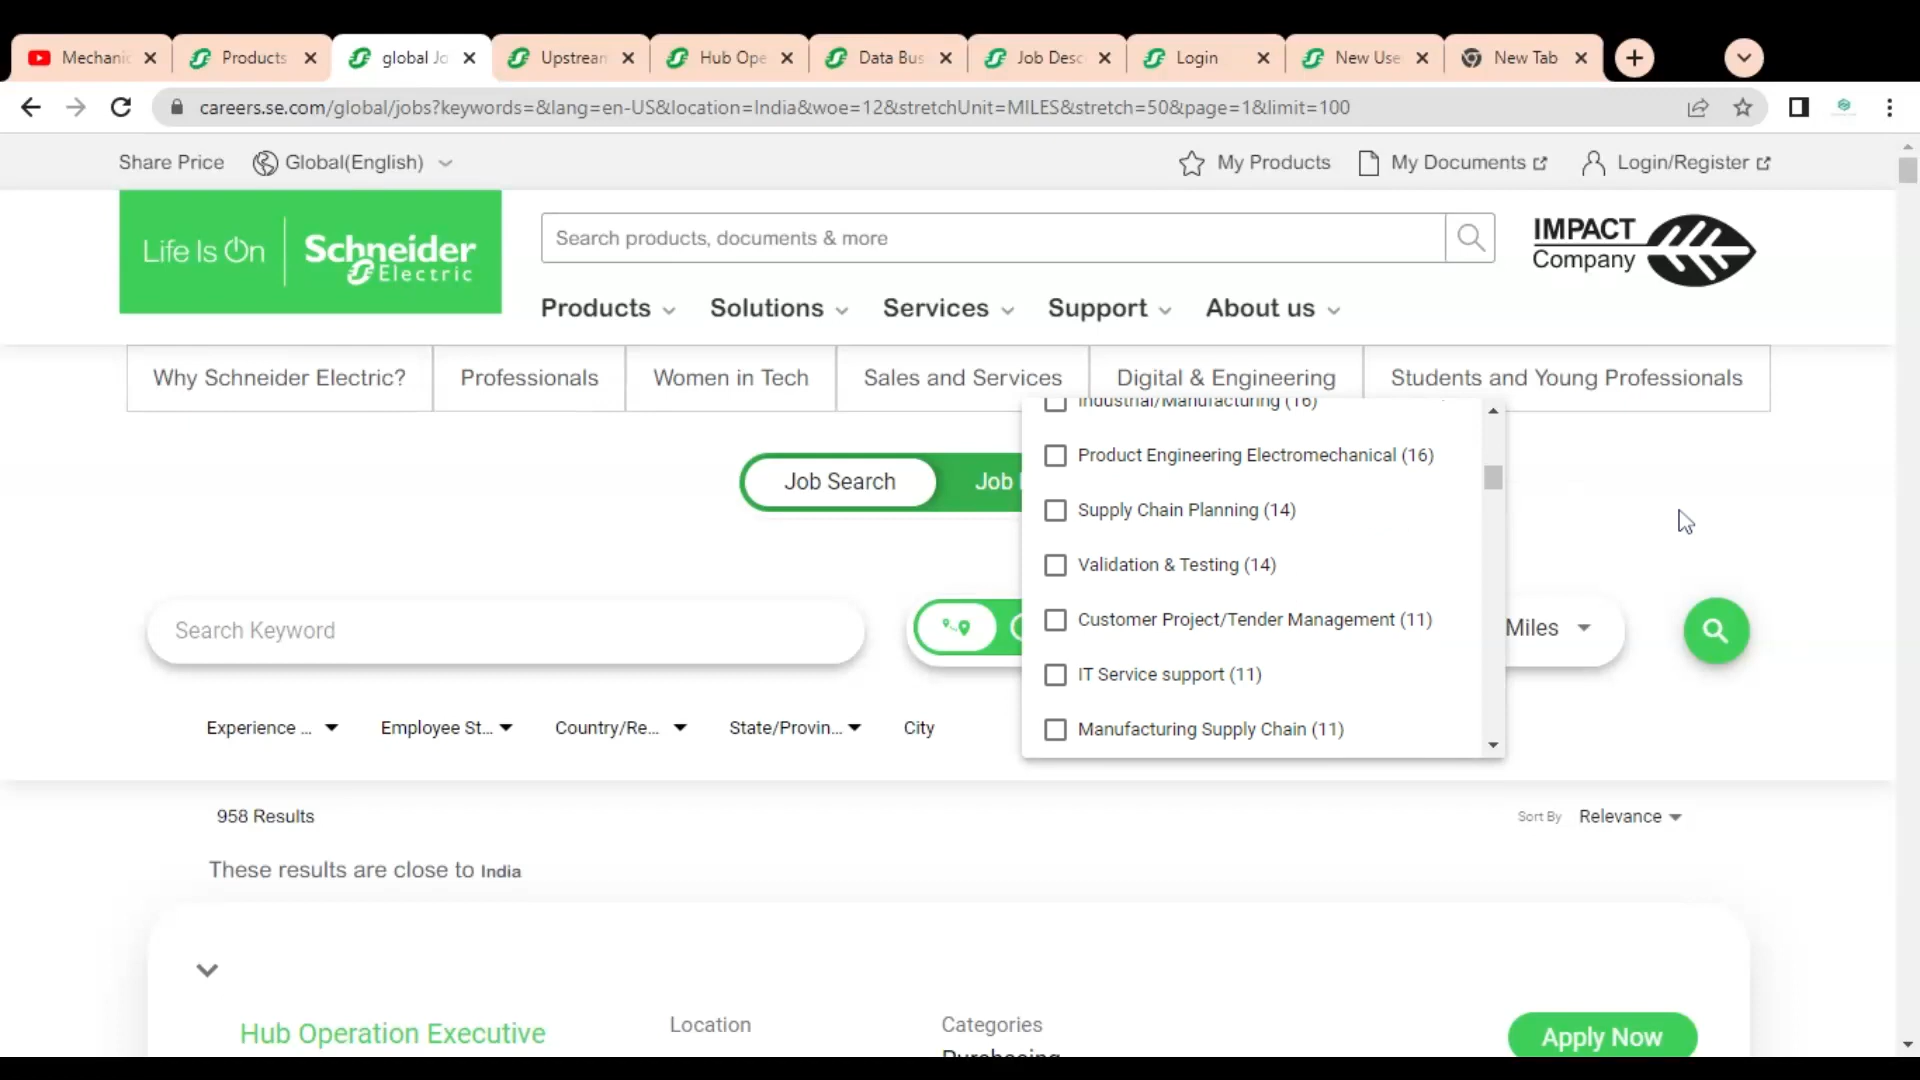 Mechanic
Products
global Jo
Upstream
Hub Ope
Data Bus
Job Desc
Login
New Use
New Tab
careers.se.com/global/jobs?keywords=&lang=en-US&location=India&woe=12&stretchUnit=MILES&stretch=50&page=1&limit=100
Share Price Global(English) My Products My Documents Login/Register
Life Is On Schneider Electric
Search products, documents & more
IMPACT
Company
Products Solutions Services Support About us
Why Schneider Electric? Professionals Women in Tech Sales and Services Digital & Engineering Students and Young Professionals
Industrial/Manufacturing (16)
Product Engineering Electromechanical (16)
Job Search Job
Supply Chain Planning (14)
Validation & Testing (14)
Customer Project/Tender Management (11)
Search Keyword
Miles
IT Service support (11)
Manufacturing Supply Chain (11)
Experience ... Employee St... Country/Re... State/Provin... City
958 Results
Sort By Relevance
These results are close to India
Hub Operation Executive
Location
Categories
Purchasing
Apply Now